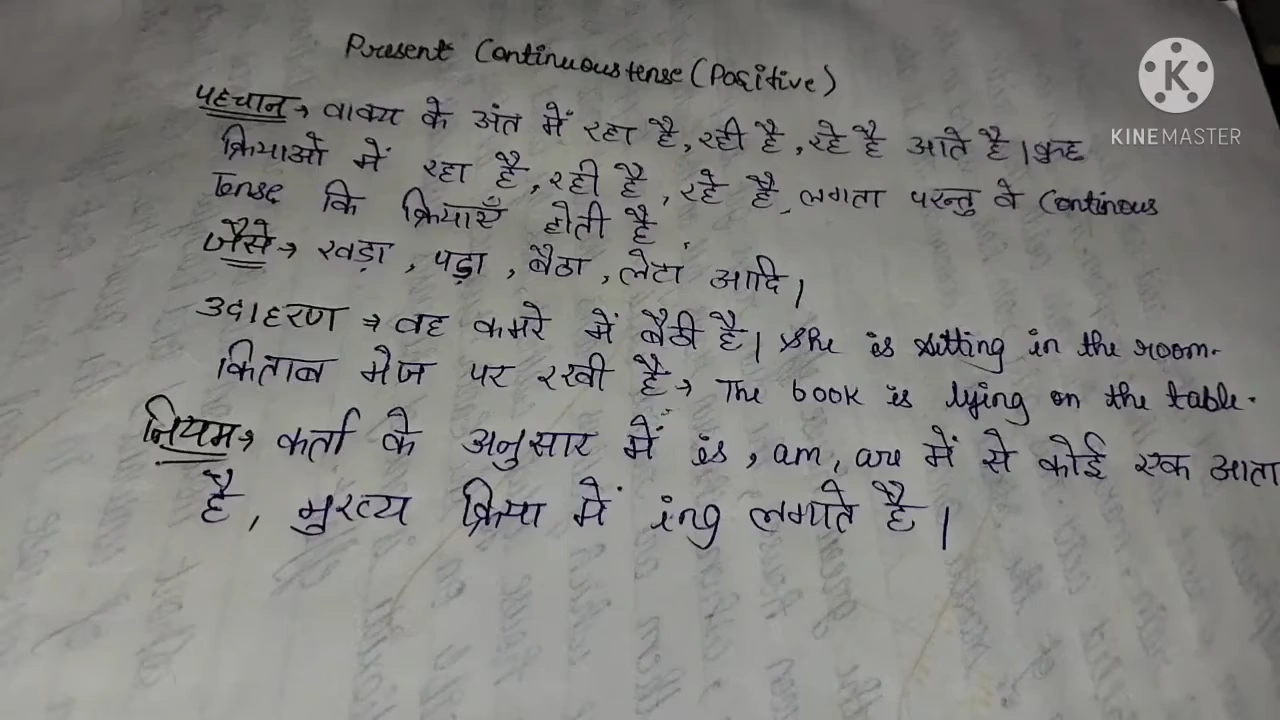 Present Continuous tense (Positive)
पहचान → वाक्य के अंत में रहा है, रही है, रहे है आते है। कुछ
क्रियाओं में रहा है, रही है, रहे है, लगता परन्तु वे Continous
Tense कि क्रियाएँ होती है.
जैसे → खड़ा, पड़ा, बैठा, लेटा आदि।
उदाहरण → वह कमरे में बैठी है। She is sitting in the room.
किताब मेज पर रखी है → The book is lying on the table.
नियम → कर्ता के अनुसार में is, am, are में से कोई एक आता
है, मुख्य क्रिया में ing लगाते है।
K
KINEMASTER